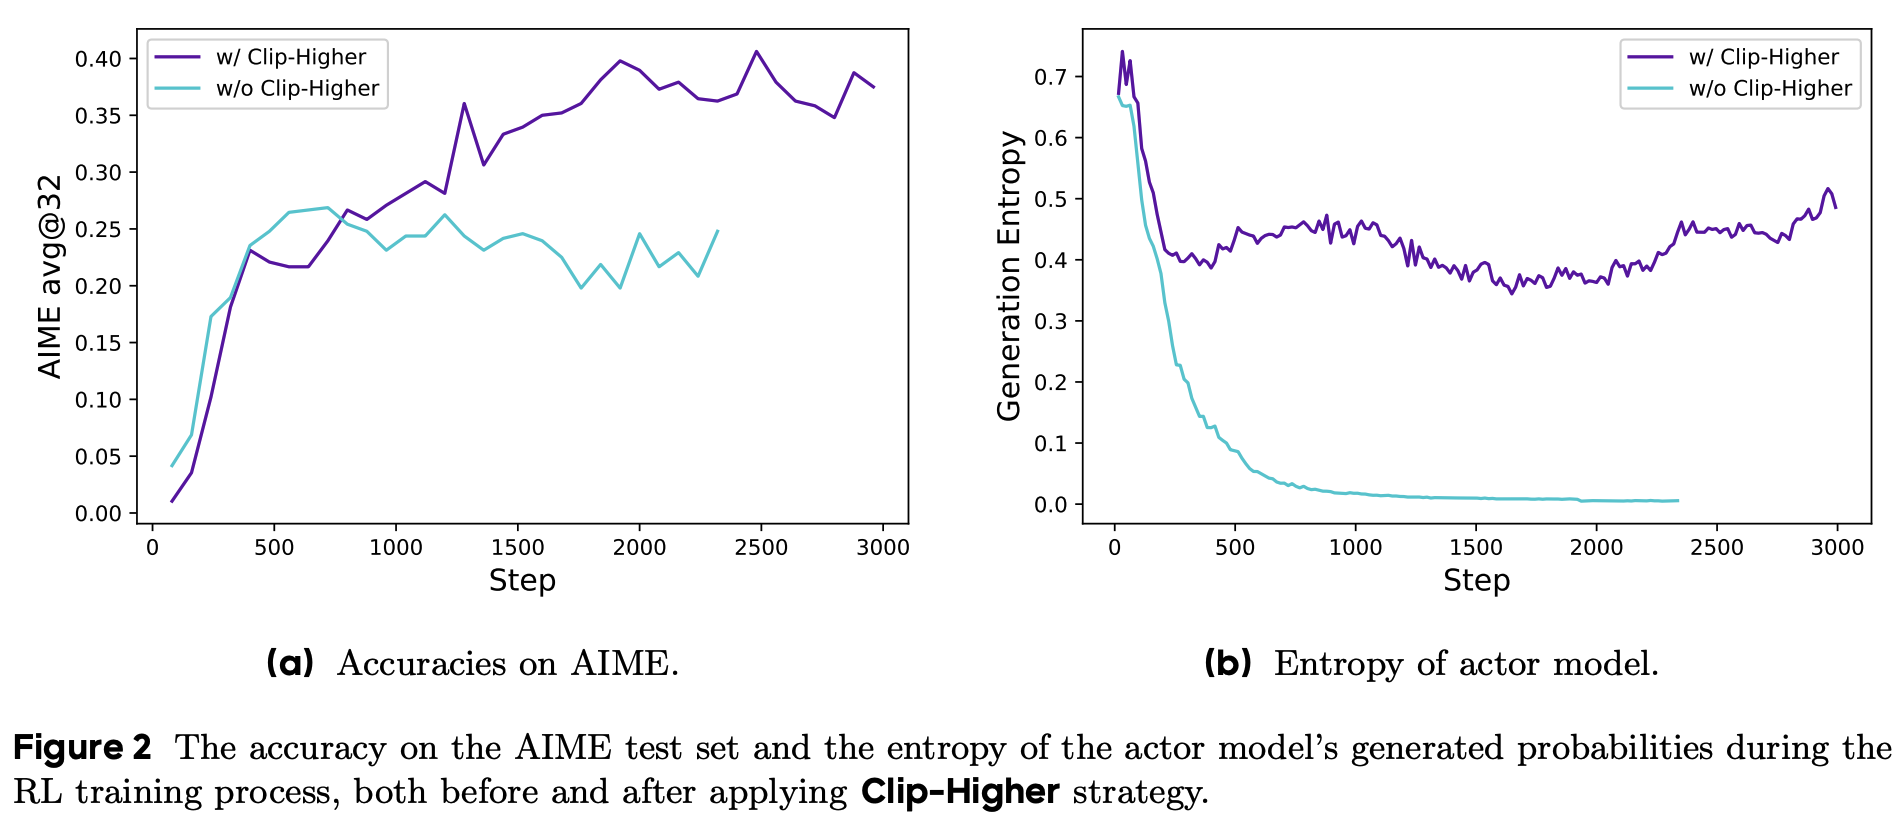 w/ Clip-Higher
w/o Clip-Higher
0.40
0.35
0.30
0.25
0.20
0.15
0.10
0.05
0.00
AIME avg@32
0 500 1000 1500 2000 2500 3000
Step
(a) Accuracies on AIME.
w/ Clip-Higher
w/o Clip-Higher
0.7
0.6
0.5
0.4
0.3
0.2
0.1
0.0
Generation Entropy
0 500 1000 1500 2000 2500 3000
Step
(b) Entropy of actor model.
Figure 2 The accuracy on the AIME test set and the entropy of the actor model's generated probabilities during the
RL training process, both before and after applying Clip-Higher strategy.